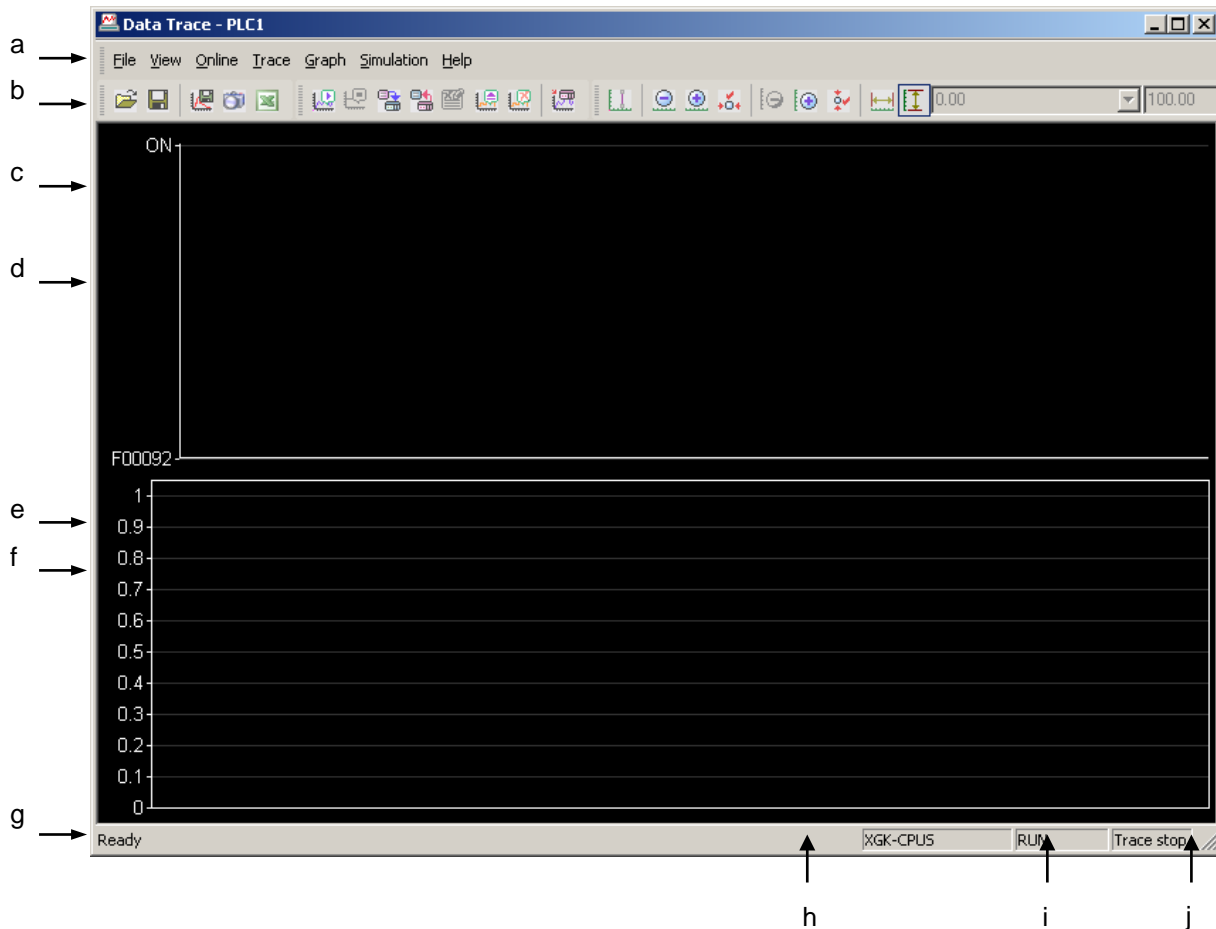 Data Trace - PLC1
a
File View Online Trace Graph Simulation Help
b
0.00 100.00
ON
c
d
F00092
1
e
0.9
f
0.8
0.7
0.6
0.5
0.4
0.3
0.2
0.1
0
g
Ready XGK-CPUS RUN Trace stop
h i j